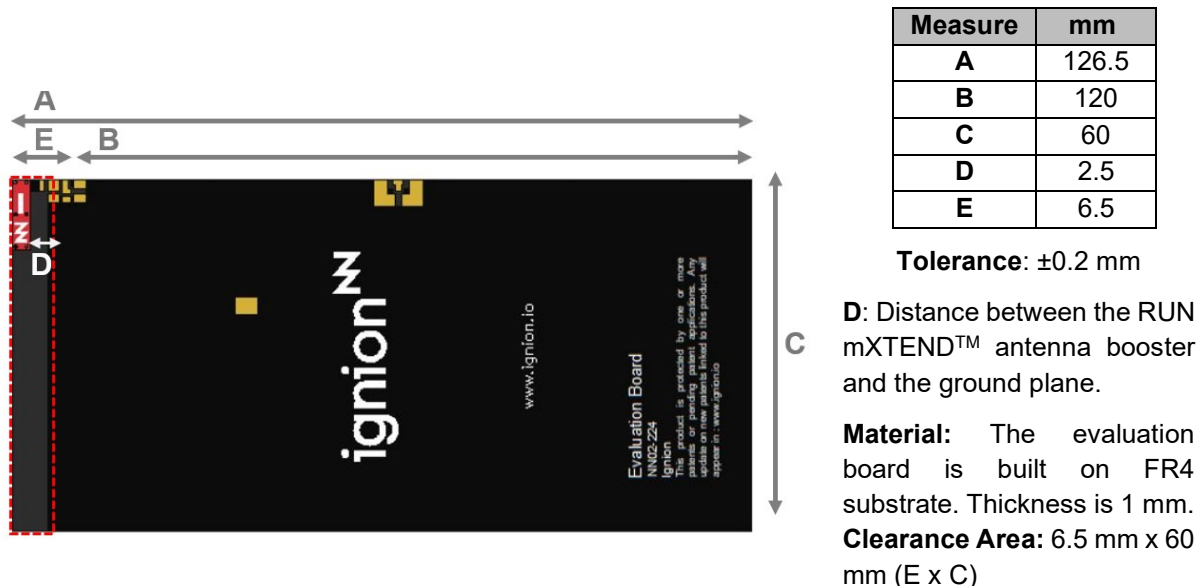 Measure mm
A 126.5
B 120
C 60
D 2.5
E 6.5
Tolerance: ±0.2 mm
D: Distance between the RUN
mXTEND™ antenna booster
and the ground plane.
Material: The evaluation
board is built on FR4
substrate. Thickness is 1 mm.
Clearance Area: 6.5 mm x 60
mm (E x C)
A
E B
D
C
ignion
www.ignion.io
Evaluation Board
NN02-224
Ignion
This product is protected by one or more
patents or pending patent applications. Any
update on new patents linked to this product will
appear in : www.ignion.io